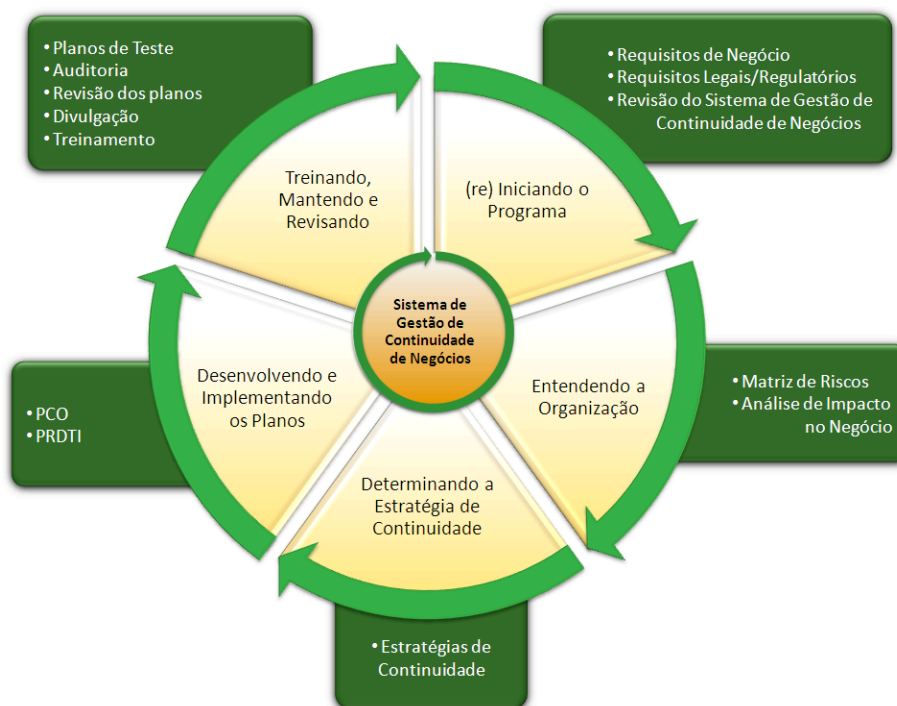 • Planos de Teste
• Auditoria
• Revisão dos planos
• Divulgação
• Treinamento
• Requisitos de Negócio
• Requisitos Legais/Regulatórios
• Revisão do Sistema de Gestão de
Continuidade de Negócios
Treinando,
Mantendo e
Revisando
(re) Iniciando o
Programa
Sistema de
Gestão de
Continuidade
de Negócios
Desenvolvendo e
Implementando
os Planos
Entendendo a
Organização
• PCO
• PRDTI
• Matriz de Riscos
• Análise de Impacto
no Negócio
Determinando a
Estratégia de
Continuidade
• Estratégias de
Continuidade